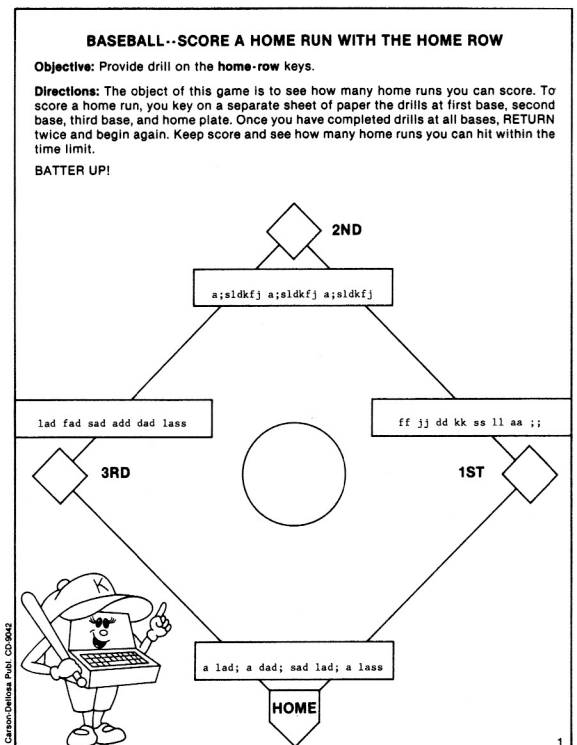 BASEBALL--SCORE A HOME RUN WITH THE HOME ROW
Objective: Provide drill on the home-row keys.
Directions: The object of this game is to see how many home runs you can score. To
score a home run, you key on a separate sheet of paper the drills at first base, second
base, third base, and home plate. Once you have completed drills at all bases, RETURN
twice and begin again. Keep score and see how many home runs you can hit within the
time limit.
BATTER UP!
2ND
a;sldkfj a;sldkfj a;sldkfj
lad fad sad add dad lass
ff jj dd kk ss ll aa ;;
3RD
1ST
K
a lad; a dad; sad lad; a lass
HOME
Carson-Dellosa Publ. CD-9042
1